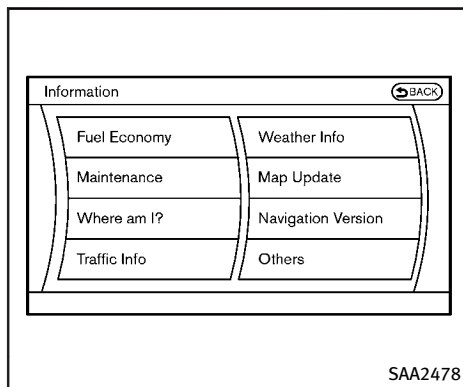 Information
BACK
Fuel Economy
Weather Info
Maintenance
Map Update
Where am I?
Navigation Version
Traffic Info
Others
SAA2478